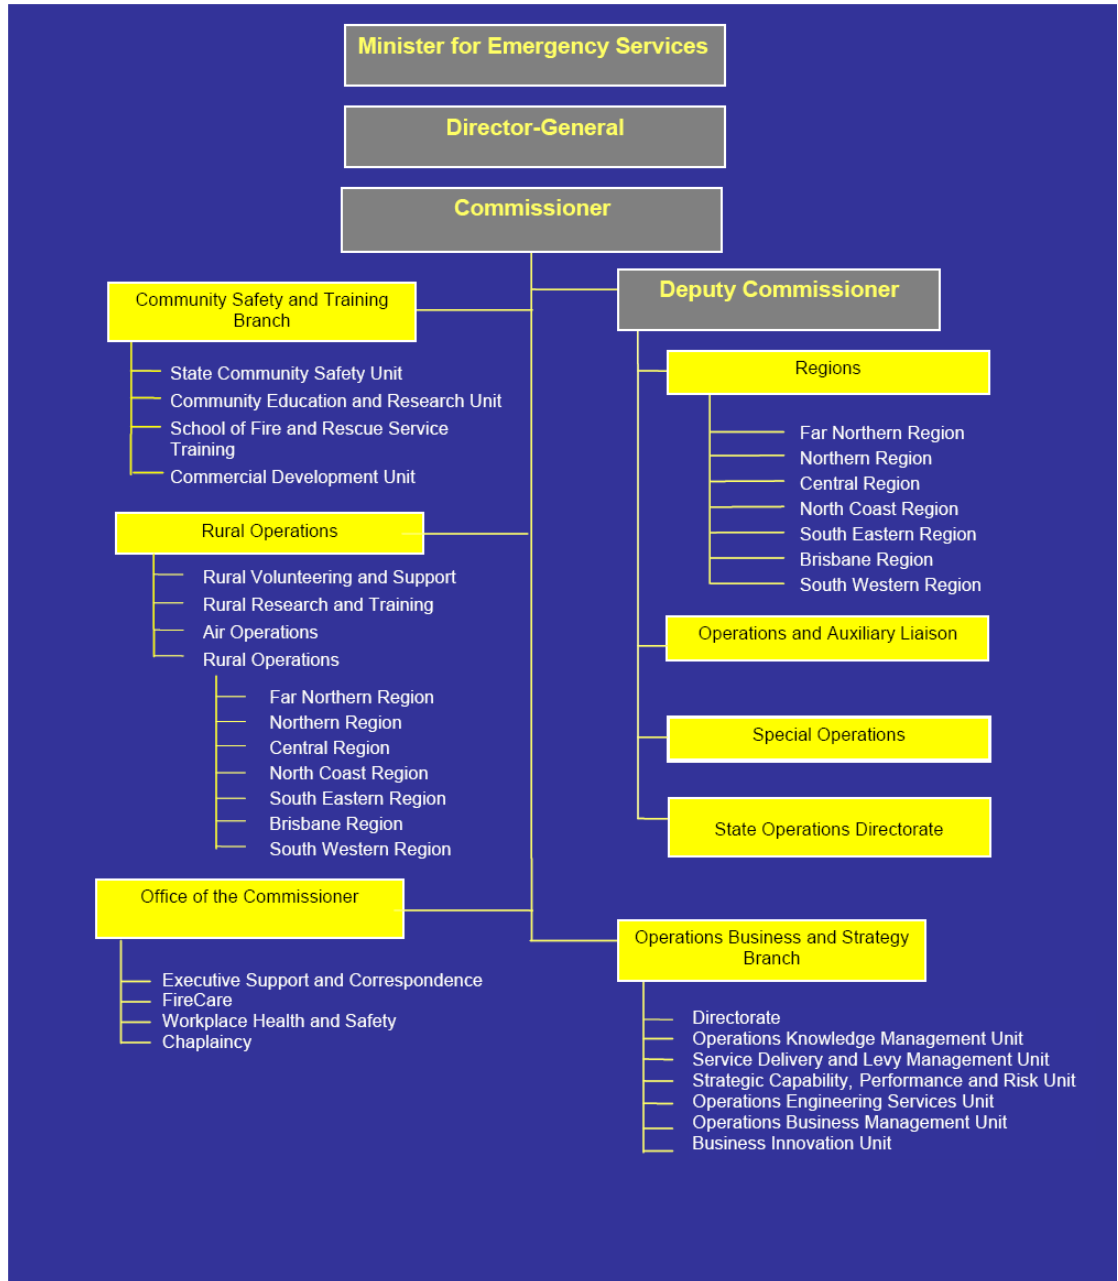 Minister for Emergency Services
Director-General
Commissioner
Community Safety and Training
Branch
State Community Safety Unit
Community Education and Research Unit
School of Fire and Rescue Service
Training
Commercial Development Unit
Rural Operations
Rural Volunteering and Support
Rural Research and Training
Air Operations
Rural Operations
Far Northern Region
Northern Region
Central Region
North Coast Region
South Eastern Region
Brisbane Region
South Western Region
Office of the Commissioner
Executive Support and Correspondence
FireCare
Workplace Health and Safety
Chaplaincy
Deputy Commissioner
Regions
Far Northern Region
Northern Region
Central Region
North Coast Region
South Eastern Region
Brisbane Region
South Western Region
Operations and Auxiliary Liaison
Special Operations
State Operations Directorate
Operations Business and Strategy
Branch
Directorate
Operations Knowledge Management Unit
Service Delivery and Levy Management Unit
Strategic Capability, Performance and Risk Unit
Operations Engineering Services Unit
Operations Business Management Unit
Business Innovation Unit